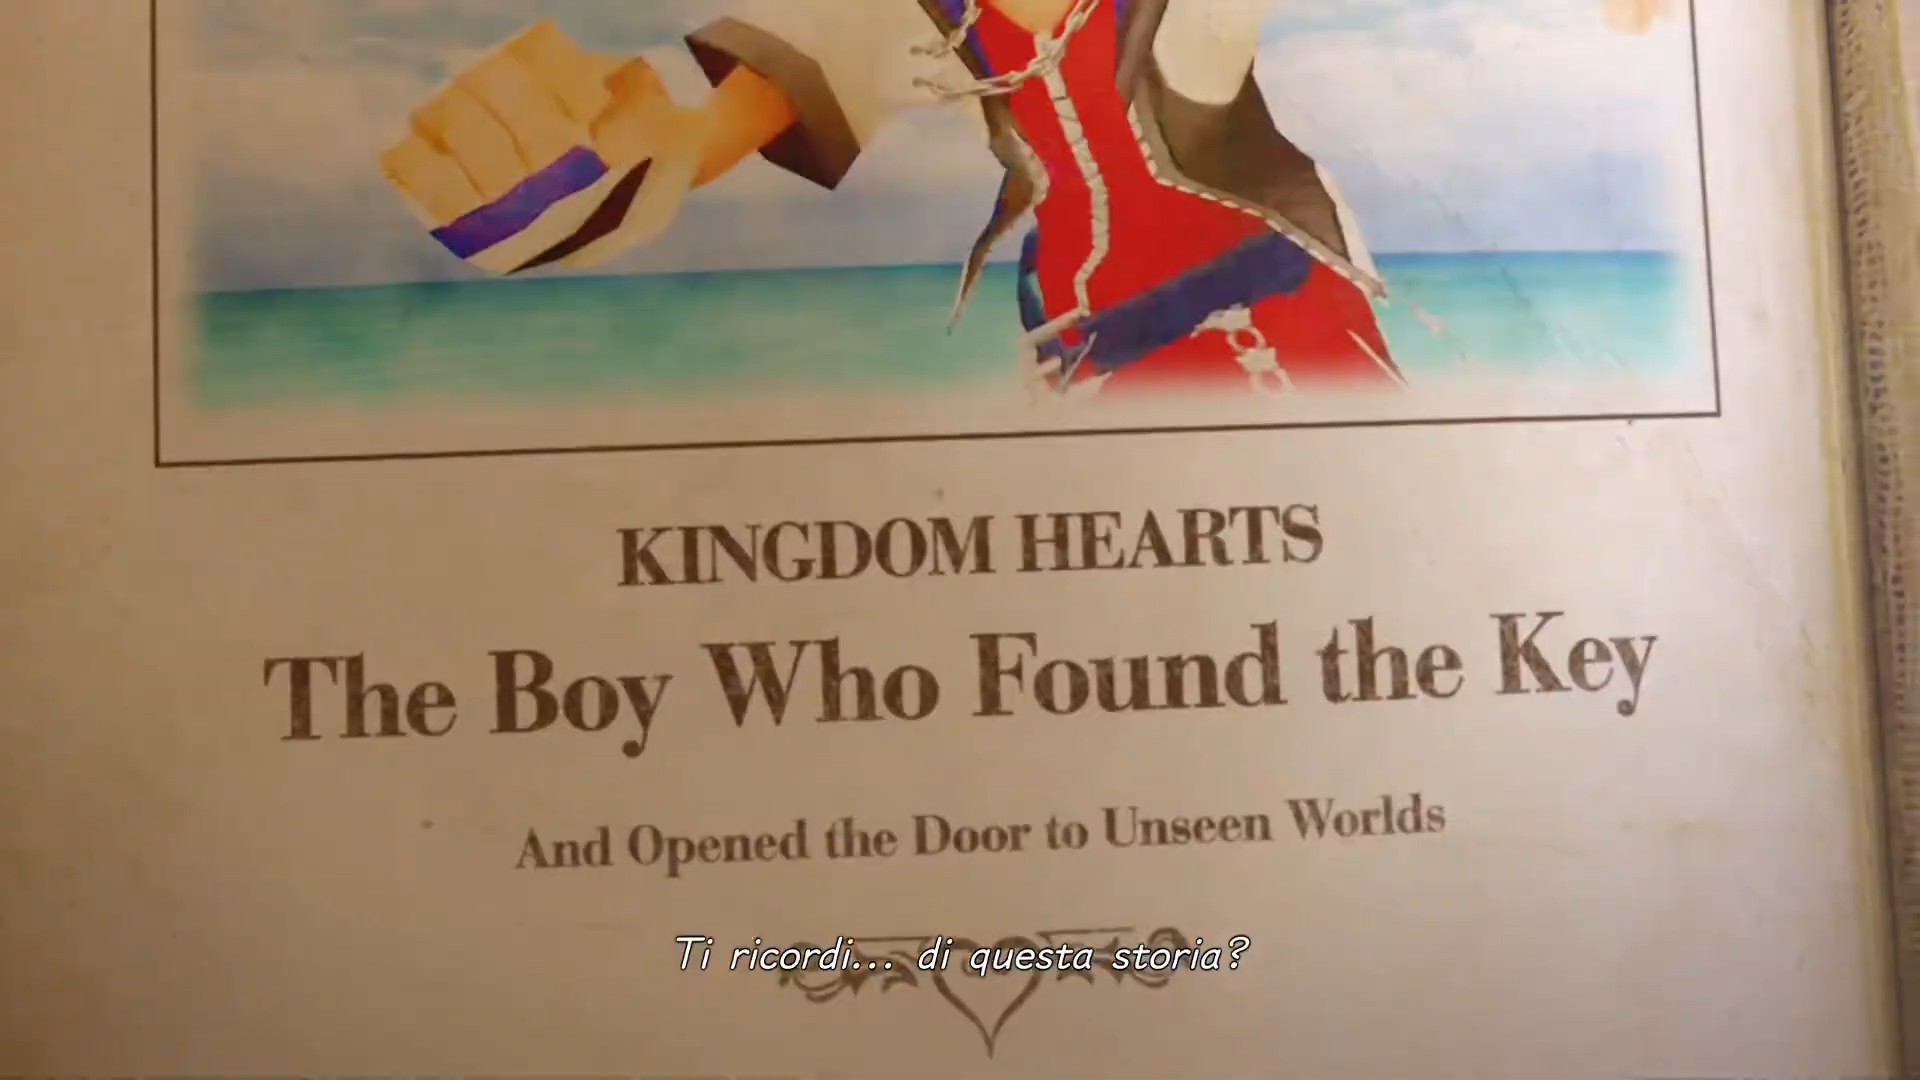 KINGDOM HEARTS
The Boy Who Found the Key
And Opened the Door to Unseen Worlds
Ti ricordi... di questa storia?